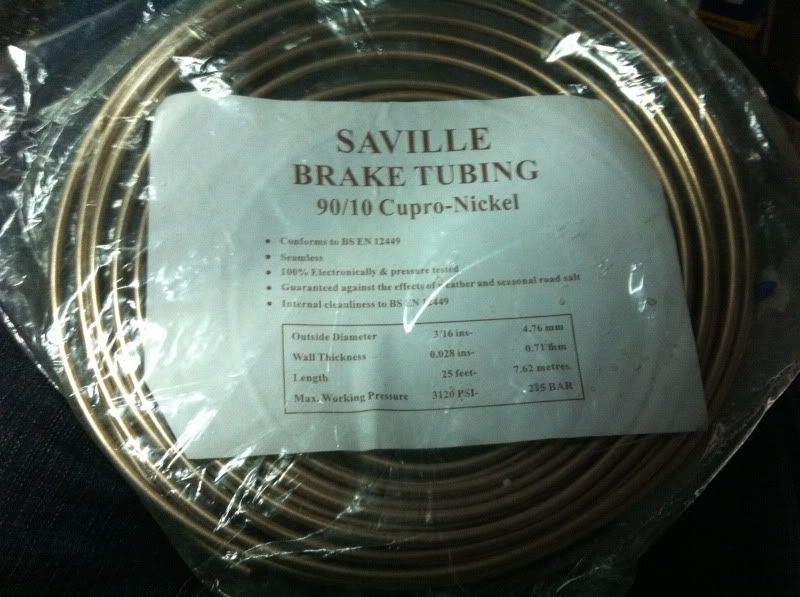 SAVILLE
BRAKE TUBING
90/10 Cupro-Nickel
• Conforms to BS EN 12449
• Seamless
• 100% Electronically & pressure tested
• Guaranteed against the effects of weather and seasonal road salt
• Internal cleanliness to BS EN 12449
Outside Diameter 3/16 ins- 4.76 mm
Wall Thickness 0.028 ins- 0.71 mm
Length 25 feet- 7.62 metres.
Max. Working Pressure 3120 PSI- 215 BAR